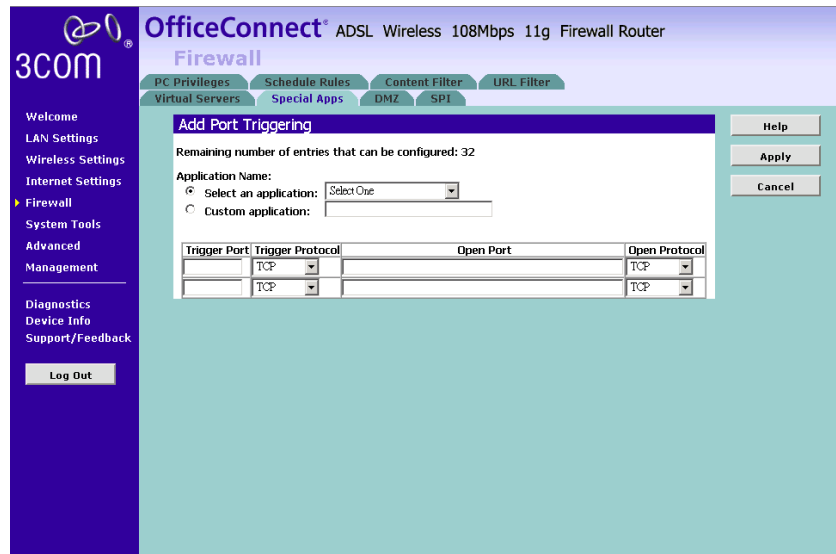 3COM ®
OfficeConnect® ADSL Wireless 108Mbps 11g Firewall Router
Firewall
PC Privileges Schedule Rules Content Filter URL Filter
Virtual Servers Special Apps DMZ SPI
Welcome
LAN Settings
Wireless Settings
Internet Settings
Firewall
System Tools
Advanced
Management
Diagnostics
Device Info
Support/Feedback
Log Out
Add Port Triggering
Remaining number of entries that can be configured: 32
Application Name:
Select an application: Select One
Custom application:
Trigger Port Trigger Protocol Open Port Open Protocol
TCP TCP
TCP TCP
Help
Apply
Cancel